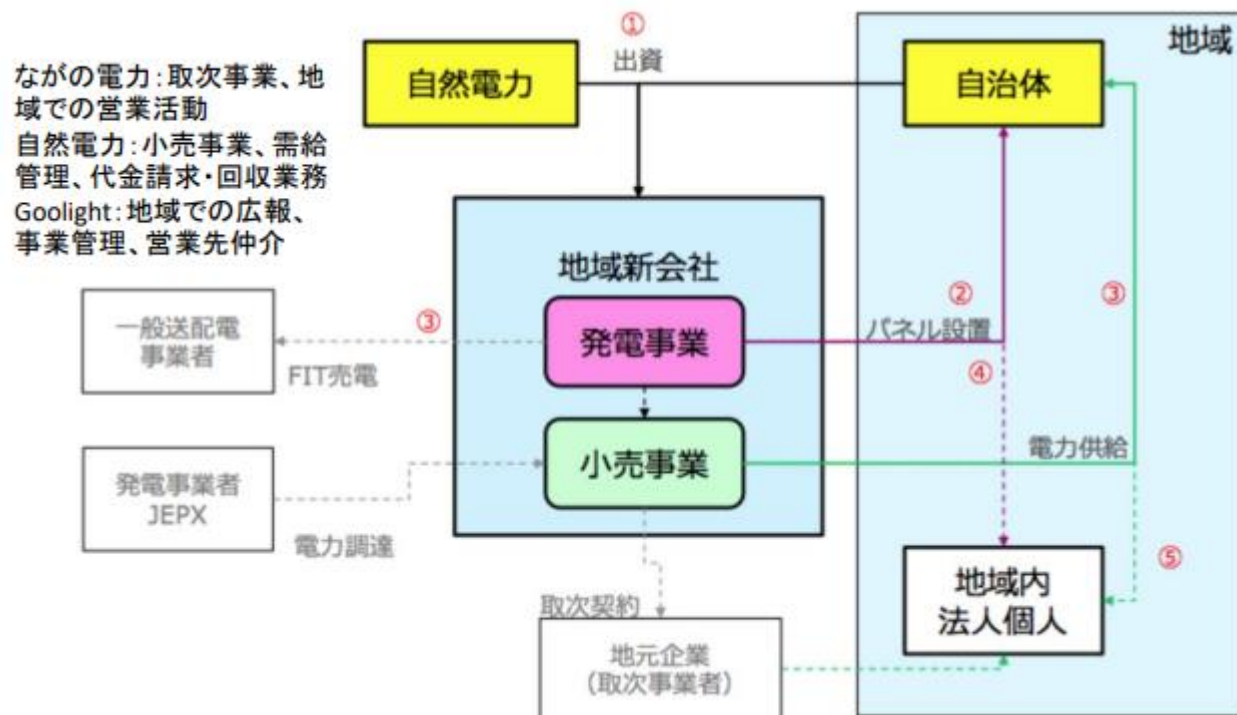 ながの電力：取次事業、地
域での営業活動
自然電力：小売事業、需給
管理、代金請求・回収業務
Goolight：地域での広報、
事業管理、営業先仲介
①
出資
自然電力
自治体
地域
地域新会社
発電事業
小売事業
一般送配電
事業者
③
FIT売電
発電事業者
JEPX
電力調達
②
パネル設置
③
④
電力供給
⑤
地域内
法人個人
取次契約
地元企業
（取次事業者）